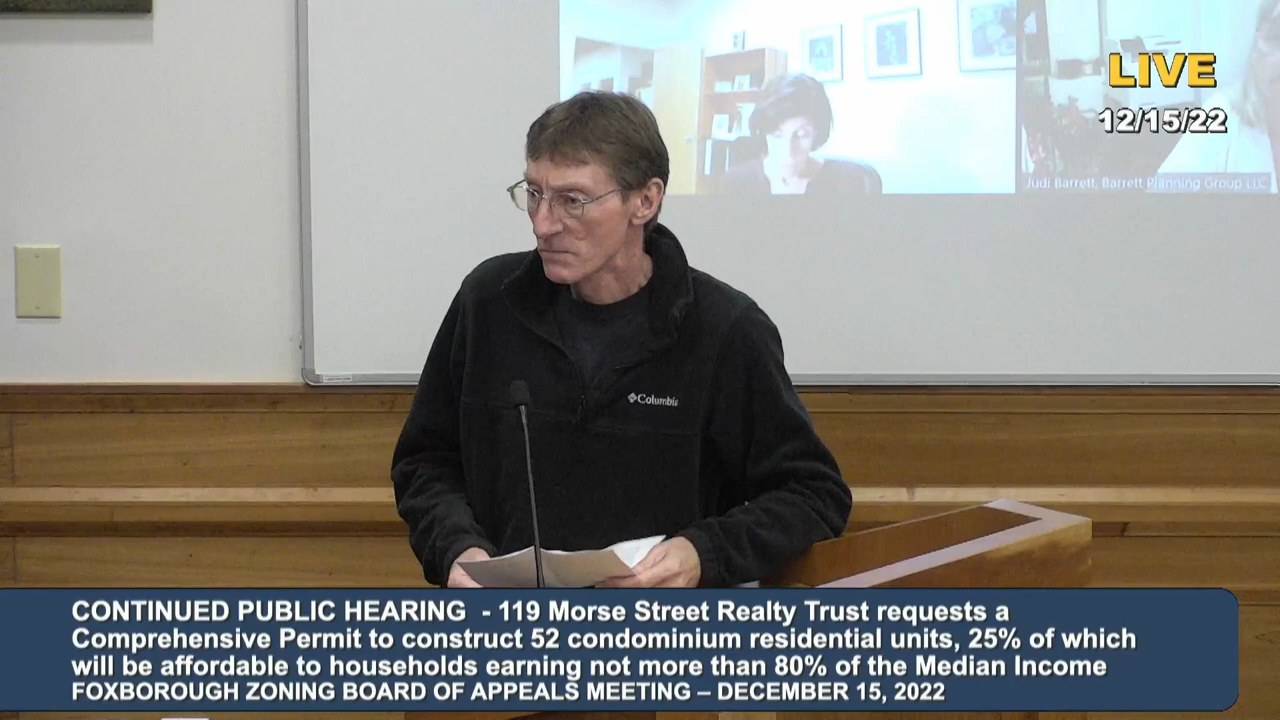 LIVE
12/15/22
Judi Barrett, Barrett Planning Group LLC
Columbia
CONTINUED PUBLIC HEARING - 119 Morse Street Realty Trust requests a
Comprehensive Permit to construct 52 condominium residential units, 25% of which
will be affordable to households earning not more than 80% of the Median Income
FOXBOROUGH ZONING BOARD OF APPEALS MEETING – DECEMBER 15, 2022